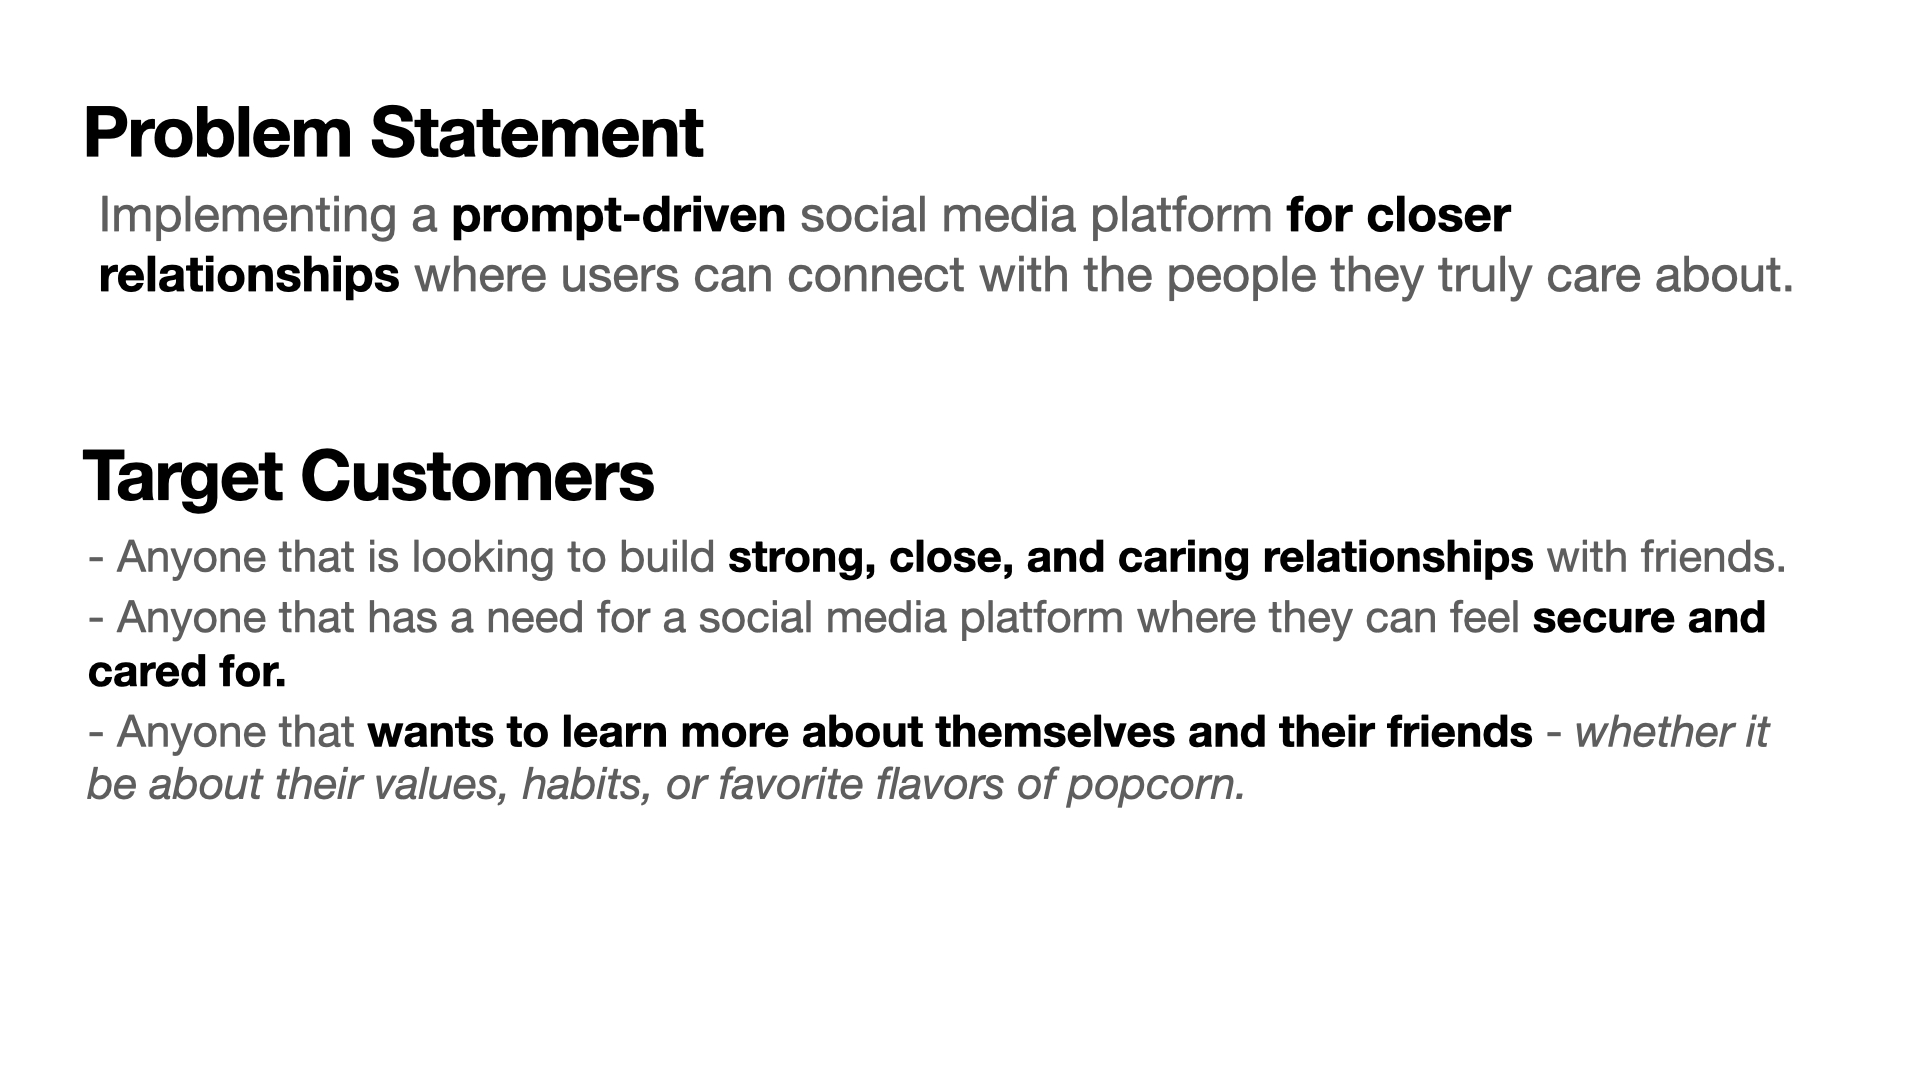 Problem Statement
Implementing a prompt-driven social media platform for closer
relationships where users can connect with the people they truly care about.
Target Customers
- Anyone that is looking to build strong, close, and caring relationships with friends.
- Anyone that has a need for a social media platform where they can feel secure and
cared for.
- Anyone that wants to learn more about themselves and their friends - whether it
be about their values, habits, or favorite flavors of popcorn.